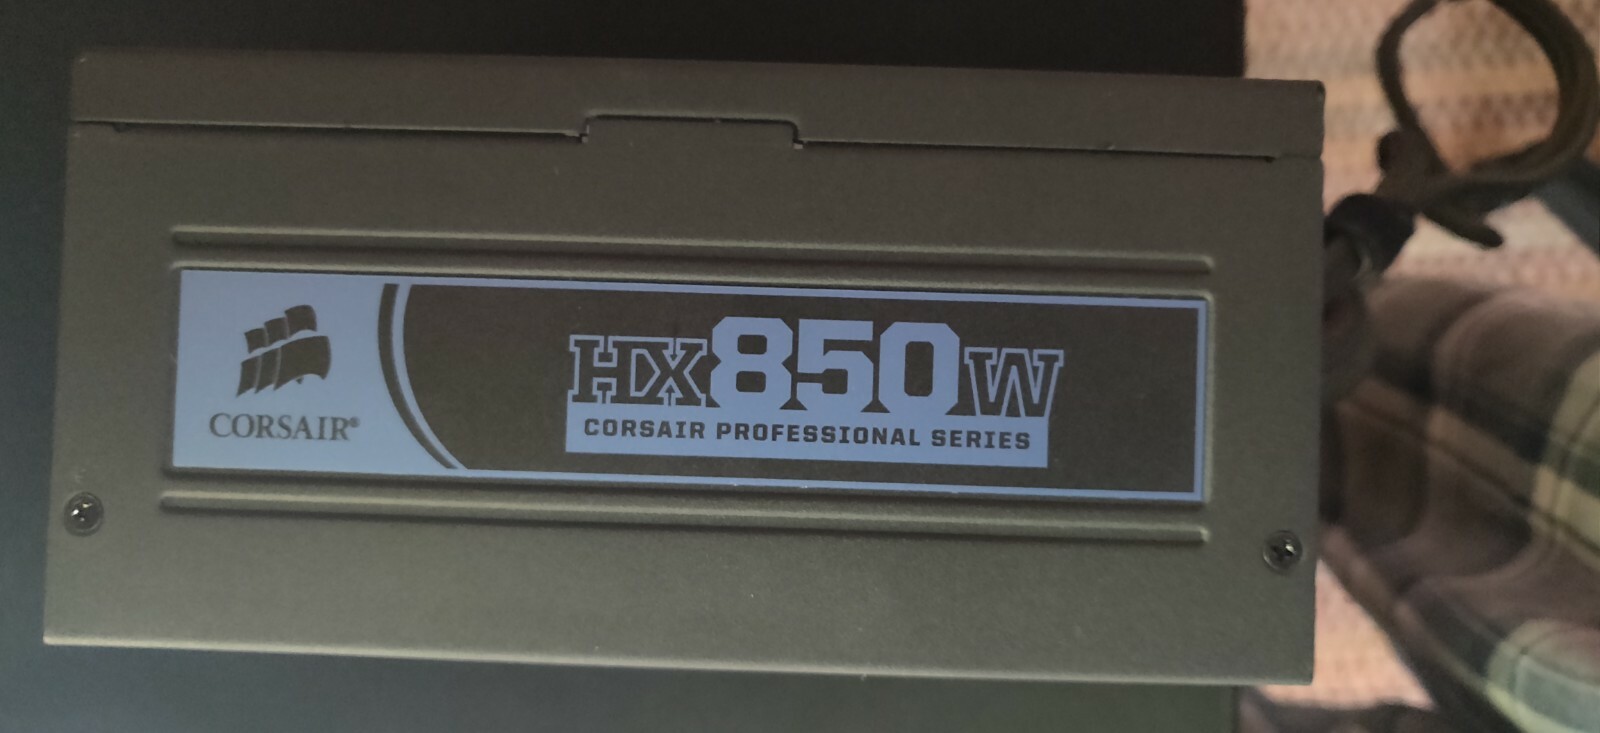 CORSAIR®
HX850W
CORSAIR PROFESSIONAL SERIES